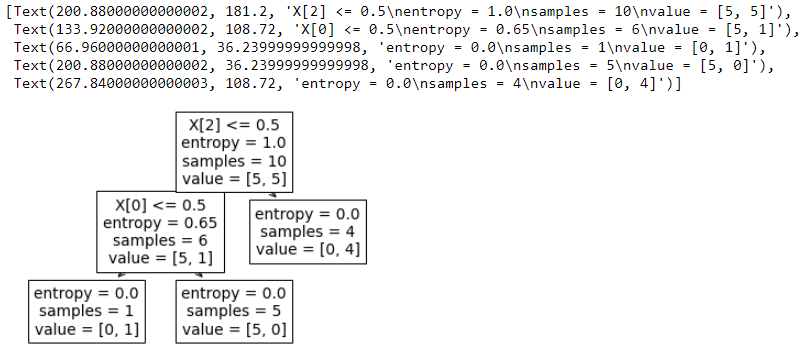 [Text(200.88000000000002, 181.2, 'X[2] <= 0.5\nentropy = 1.0\nsamples = 10\nvalue = [5, 5]'),
Text(133.92000000000002, 108.72, 'X[0] <= 0.5\nentropy = 0.65\nsamples = 6\nvalue = [5, 1]'),
Text(66.96000000000001, 36.23999999999998, 'entropy = 0.0\nsamples = 1\nvalue = [0, 1]'),
Text(200.88000000000002, 36.23999999999998, 'entropy = 0.0\nsamples = 5\nvalue = [5, 0]'),
Text(267.84000000000003, 108.72, 'entropy = 0.0\nsamples = 4\nvalue = [0, 4]')]
X[2] <= 0.5
entropy = 1.0
samples = 10
value = [5, 5]
X[0] <= 0.5
entropy = 0.65
samples = 6
value = [5, 1]
entropy = 0.0
samples = 4
value = [0, 4]
entropy = 0.0
samples = 1
value = [0, 1]
entropy = 0.0
samples = 5
value = [5, 0]